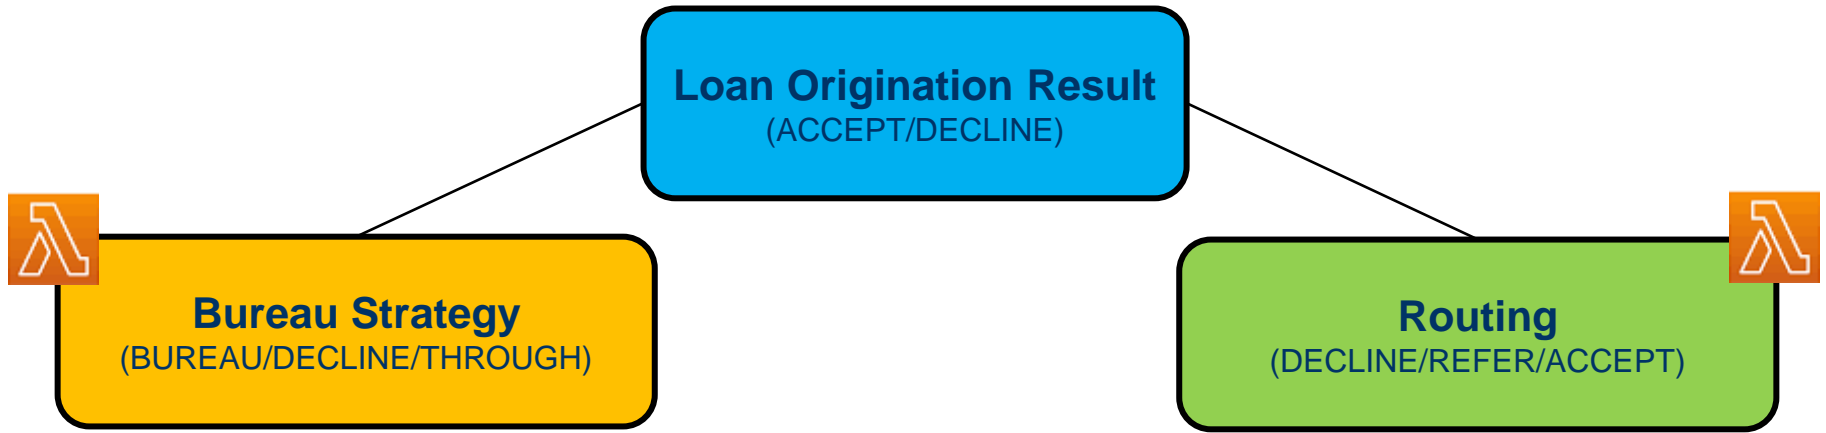 Loan Origination Result
(ACCEPT/DECLINE)
Bureau Strategy
(BUREAU/DECLINE/THROUGH)
Routing
(DECLINE/REFER/ACCEPT)